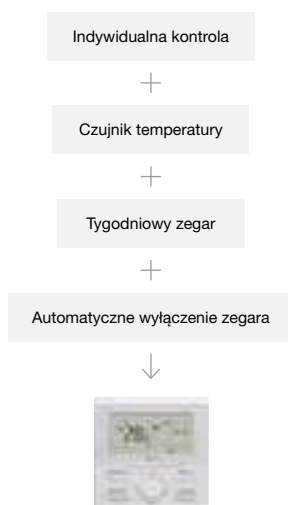 Indywidualna kontrola
+
Czujnik temperatury
+
Tygodniowy zegar
+
Automatyczne wyłączenie zegara